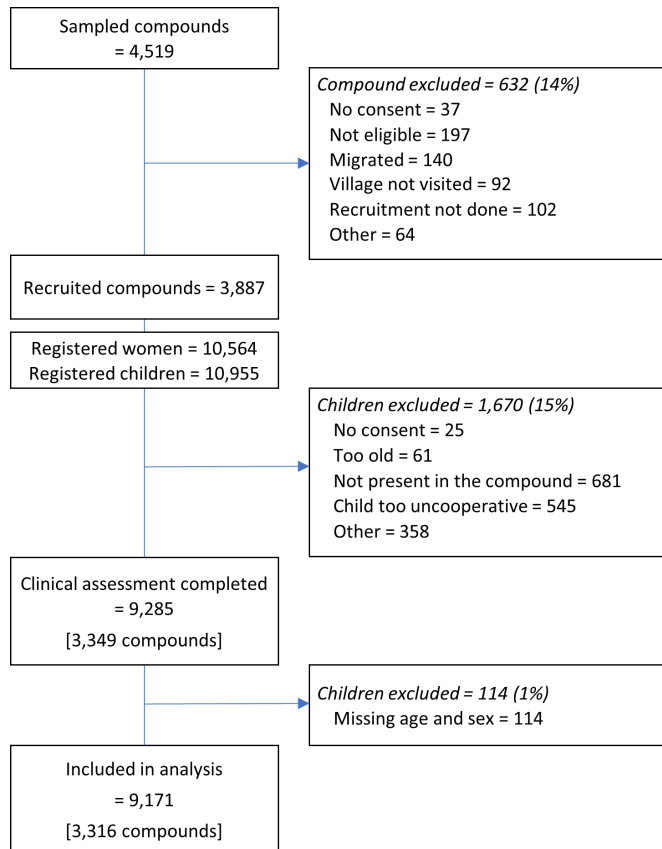 Sampled compounds
= 4,519
Compound excluded = 632 (14%)
No consent = 37
Not eligible = 197
Migrated = 140
Village not visited = 92
Recruitment not done = 102
Other = 64
Recruited compounds = 3,887
Registered women = 10,564
Registered children = 10,955
Children excluded = 1,670 (15%)
No consent = 25
Too old = 61
Not present in the compound = 681
Child too uncooperative = 545
Other = 358
Clinical assessment completed
= 9,285
[3,349 compounds]
Children excluded = 114 (1%)
Missing age and sex = 114
Included in analysis
= 9,171
[3,316 compounds]